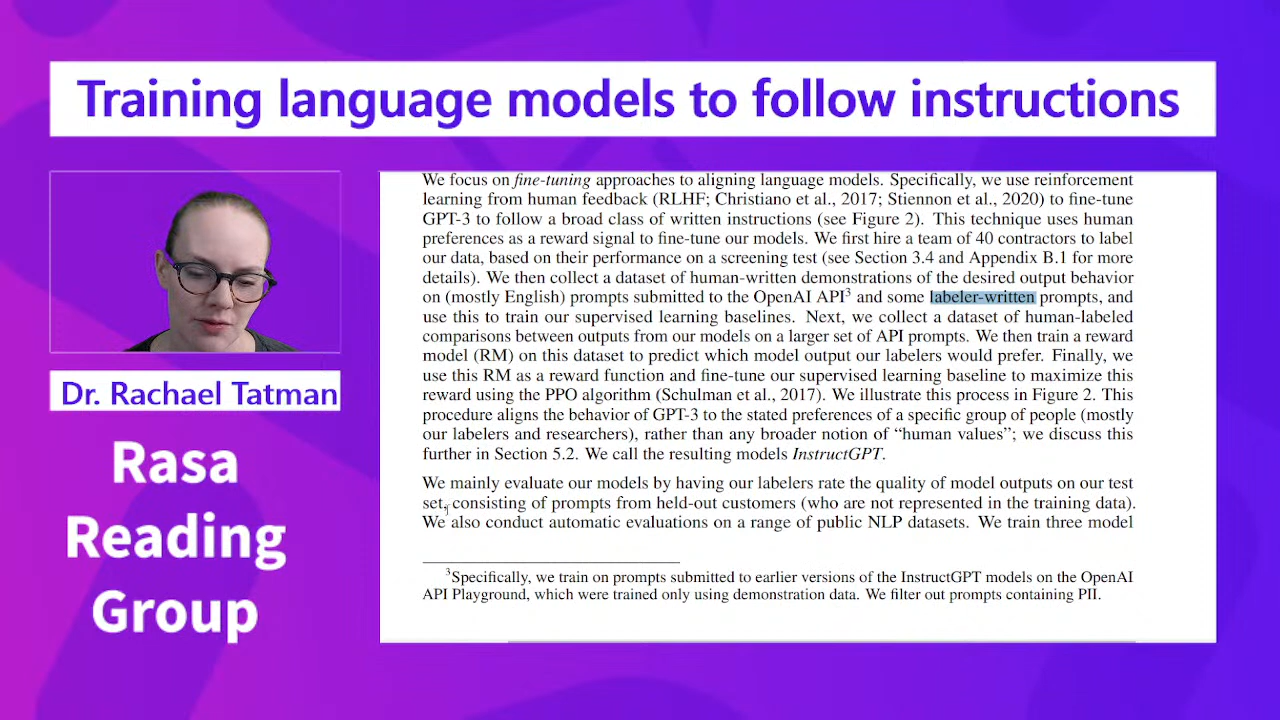 Training language models to follow instructions
Dr. Rachael Tatman
Rasa
Reading
Group
We focus on fine-tuning approaches to aligning language models. Specifically, we use reinforcement
learning from human feedback (RLHF; Christiano et al., 2017; Stiennon et al., 2020) to fine-tune
GPT-3 to follow a broad class of written instructions (see Figure 2). This technique uses human
preferences as a reward signal to fine-tune our models. We first hire a team of 40 contractors to label
our data, based on their performance on a screening test (see Section 3.4 and Appendix B.1 for more
details). We then collect a dataset of human-written demonstrations of the desired output behavior
on (mostly English) prompts submitted to the OpenAI API³ and some labeler-written prompts, and
use this to train our supervised learning baselines. Next, we collect a dataset of human-labeled
comparisons between outputs from our models on a larger set of API prompts. We then train a reward
model (RM) on this dataset to predict which model output our labelers would prefer. Finally, we
use this RM as a reward function and fine-tune our supervised learning baseline to maximize this
reward using the PPO algorithm (Schulman et al., 2017). We illustrate this process in Figure 2. This
procedure aligns the behavior of GPT-3 to the stated preferences of a specific group of people (mostly
our labelers and researchers), rather than any broader notion of “human values”; we discuss this
further in Section 5.2. We call the resulting models InstructGPT.
We mainly evaluate our models by having our labelers rate the quality of model outputs on our test
set, consisting of prompts from held-out customers (who are not represented in the training data).
We also conduct automatic evaluations on a range of public NLP datasets. We train three model
³Specifically, we train on prompts submitted to earlier versions of the InstructGPT models on the OpenAI
API Playground, which were trained only using demonstration data. We filter out prompts containing PII.